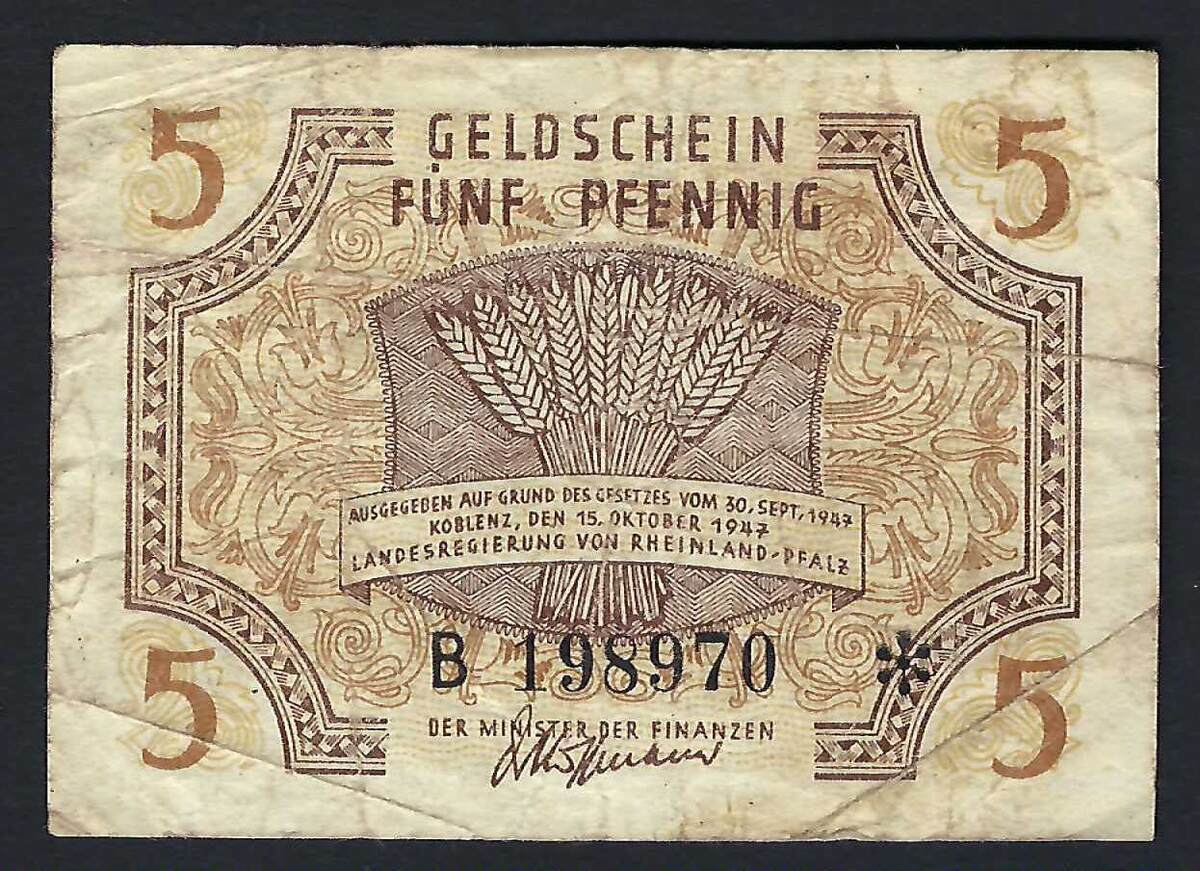 5 GELDSCHEIN 5
FÜNF PFENNIG
AUSGEGEBEN AUF GRUND DES GESETZES VOM 30. SEPT. 1947
KOBLENZ, DEN 15. OKTOBER 1947
LANDESREGIERUNG VON RHEINLAND-PFALZ
B 198970 *
5 5
DER MINISTER DER FINANZEN